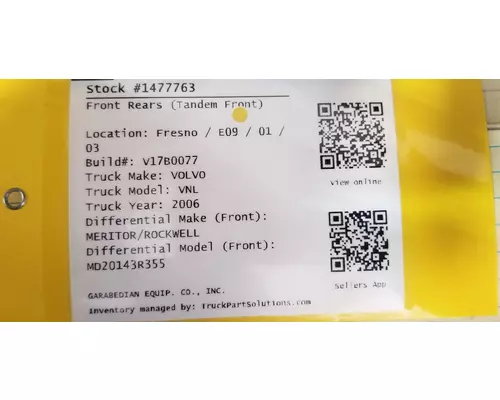 Stock #1477763
Front Rears (Tandem Front)
Location: Fresno / E09 / 01 /
03
Build#: V17B0077
Truck Make: VOLVO
Truck Model: VNL
Truck Year: 2006
Differential Make (Front):
MERITOR/ROCKWELL
Differential Model (Front):
MD20143R355
GARABEDIAN EQUIP. CO., INC.
Inventory managed by: TruckPartSolutions.com
View online
Sellers App